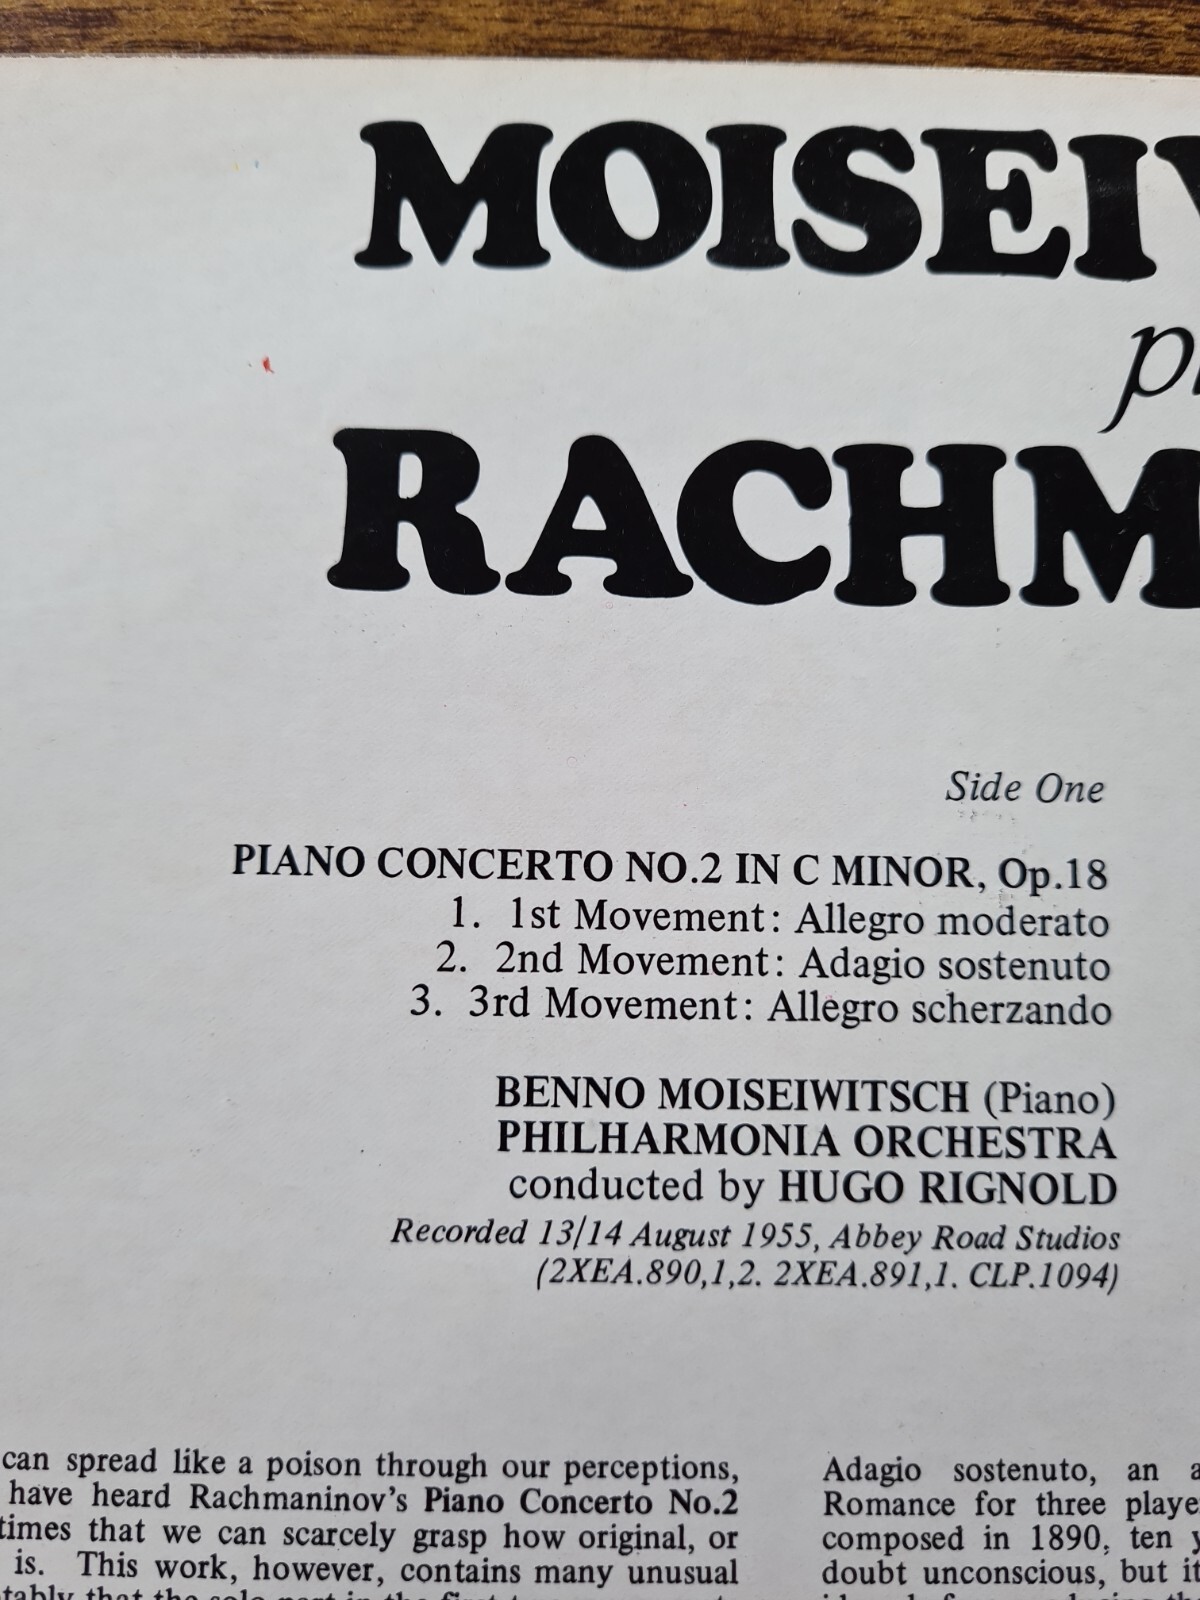 MOISEIW
pl
RACHM
Side One
PIANO CONCERTO NO.2 IN C MINOR, Op.18
1. 1st Movement: Allegro moderato
2. 2nd Movement: Adagio sostenuto
3. 3rd Movement: Allegro scherzando
BENNO MOISEIWITSCH (Piano)
PHILHARMONIA ORCHESTRA
conducted by HUGO RIGNOLD
Recorded 13/14 August 1955, Abbey Road Studios
(2XEA.890,1,2. 2XEA.891,1. CLP.1094)
can spread like a poison through our perceptions,
have heard Rachmaninov's Piano Concerto No.2
times that we can scarcely grasp how original, or
is. This work, however, contains many unusual
Adagio sostenuto, an a
Romance for three playe
composed in 1890, ten y
doubt unconscious, but it